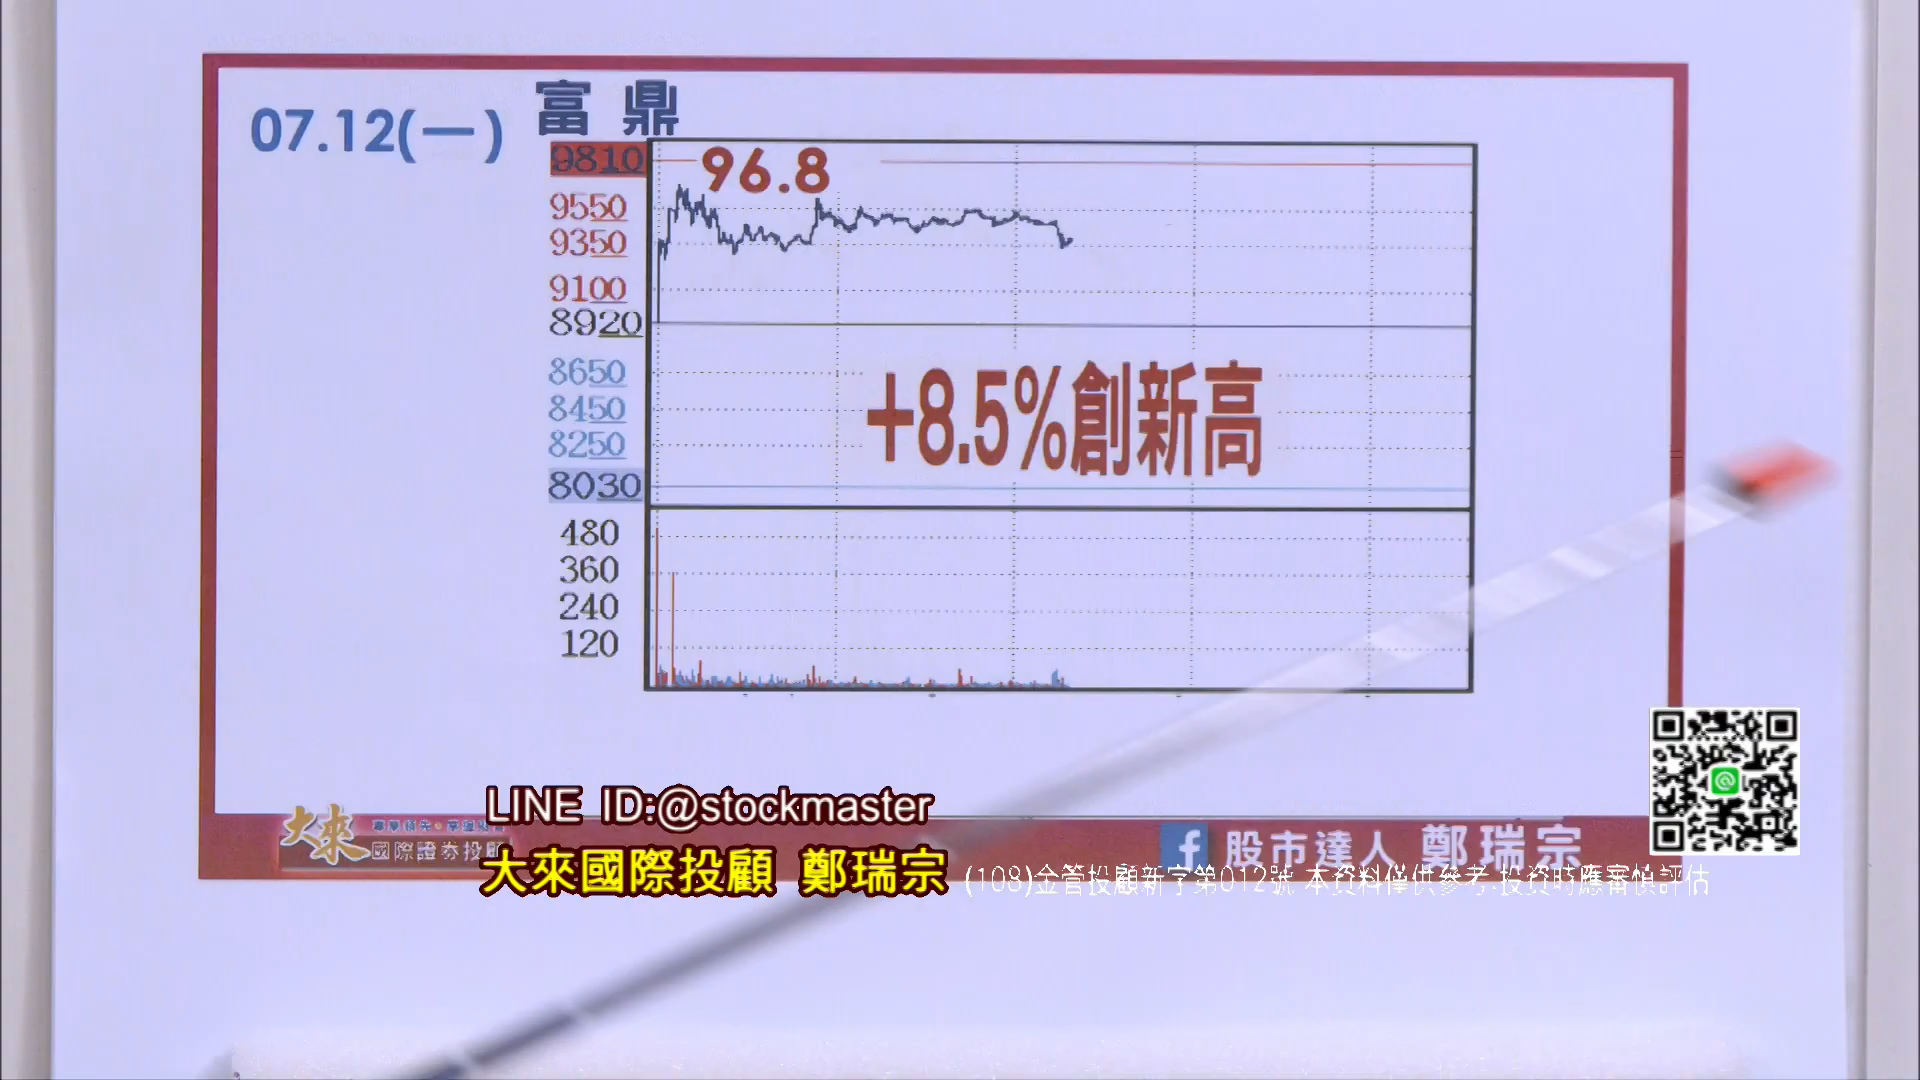 富鼎
07.12(一)
9810
96.8
9550
9350
9100
8920
8650
8450
8250
8030
+8.5%創新高
480
360
240
120
LINE ID:@stockmaster
大來
國際證券投顧
股市達人 鄭瑞宗
大來國際投顧 鄭瑞宗
(108)金管投顧新字第012號 本資料僅供參考,投資時應審慎評估